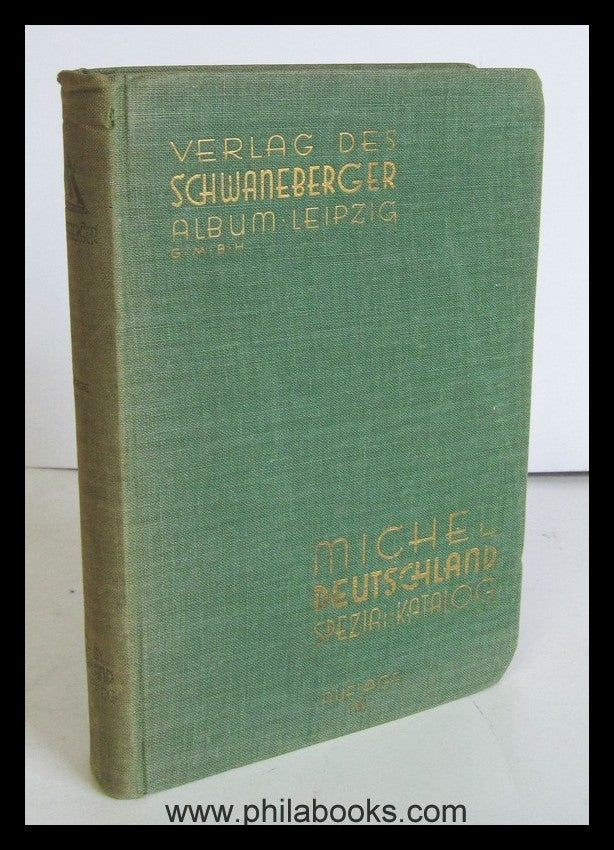 VERLAG DES
SCHWANEBERGER
ALBUM · LEIPZIG
G · M · B · H
MICHEL
DEUTSCHLAND
SPEZIAL-KATALOG
AUFLAGE
www.philabooks.com